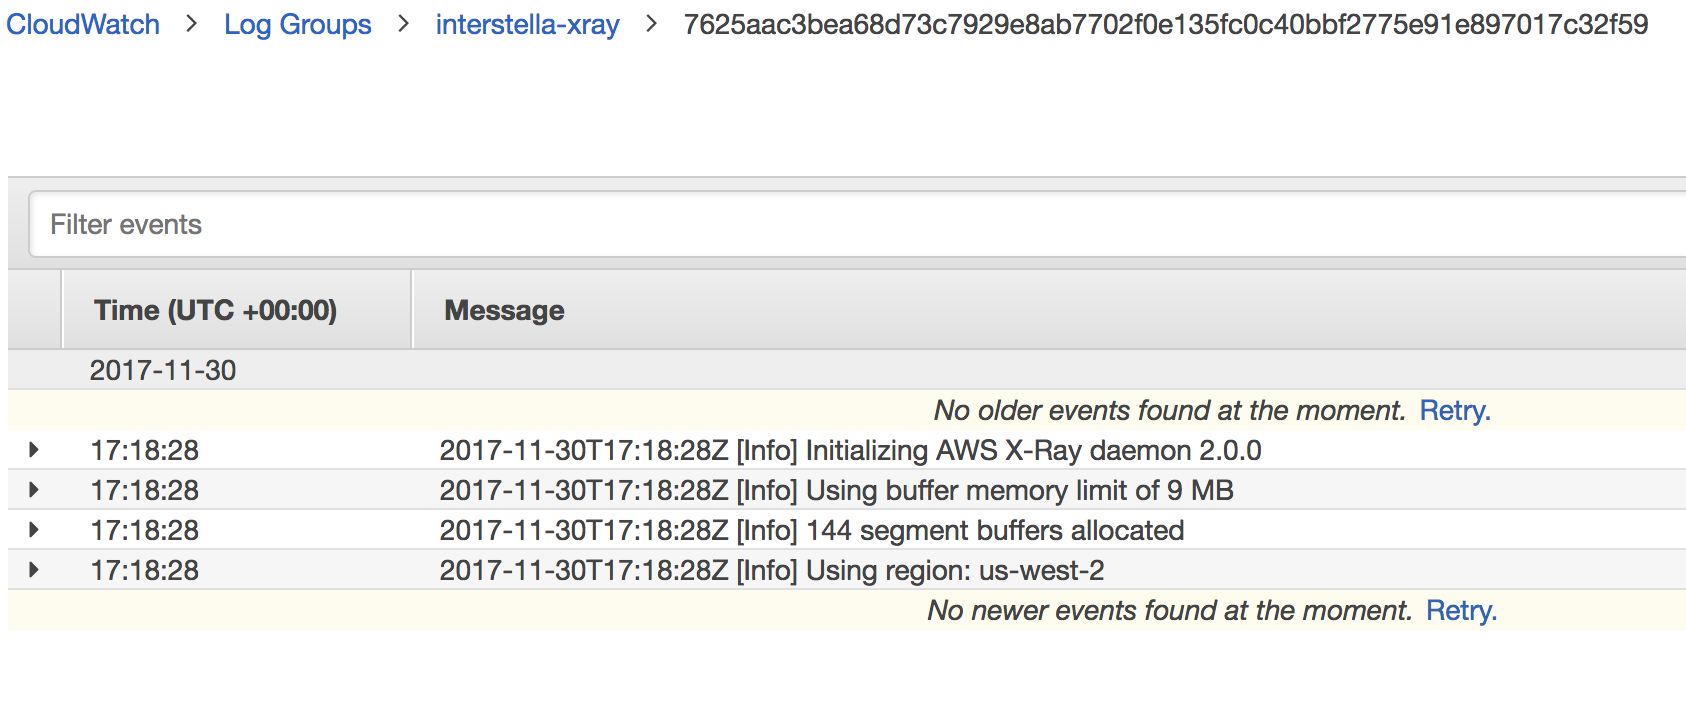 CloudWatch > Log Groups > interstella-xray > 7625aac3bea68d73c7929e8ab7702f0e135fc0c40bbf2775e91e897017c32f59
Filter events
Time (UTC +00:00) Message
2017-11-30
No older events found at the moment. Retry.
17:18:28 2017-11-30T17:18:28Z [Info] Initializing AWS X-Ray daemon 2.0.0
17:18:28 2017-11-30T17:18:28Z [Info] Using buffer memory limit of 9 MB
17:18:28 2017-11-30T17:18:28Z [Info] 144 segment buffers allocated
17:18:28 2017-11-30T17:18:28Z [Info] Using region: us-west-2
No newer events found at the moment. Retry.